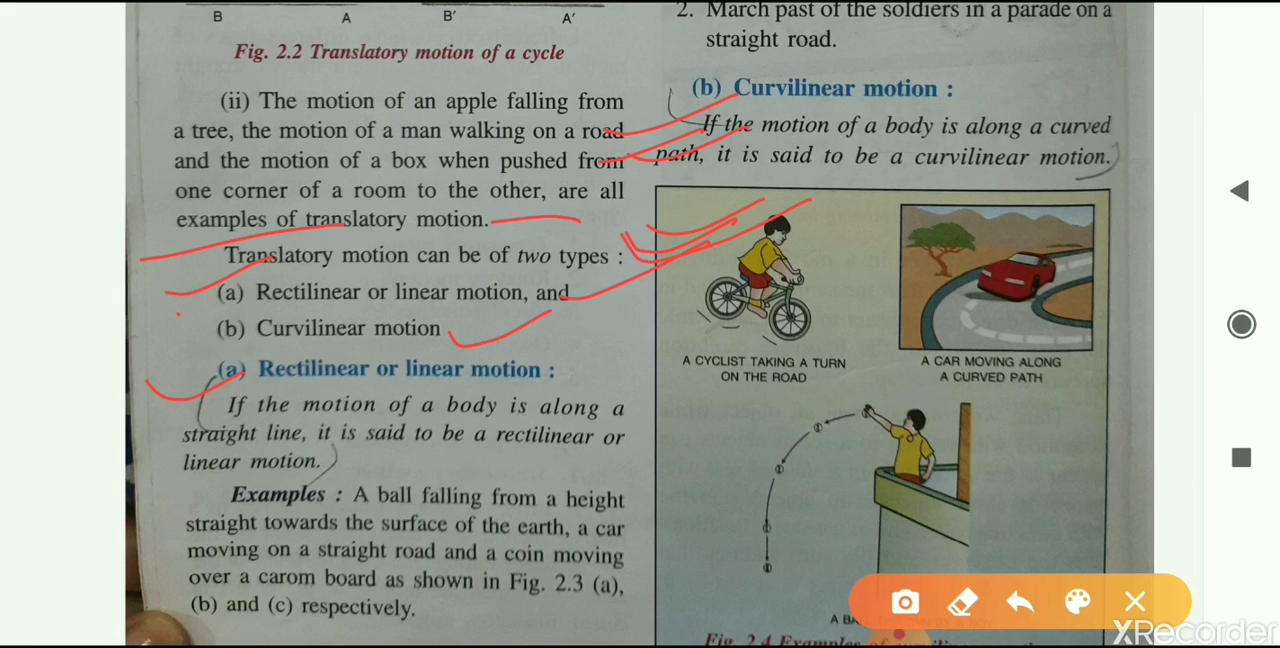 B A B′ A′
Fig. 2.2 Translatory motion of a cycle
(ii) The motion of an apple falling from
a tree, the motion of a man walking on a road
and the motion of a box when pushed from
one corner of a room to the other, are all
examples of translatory motion.
Translatory motion can be of two types :
(a) Rectilinear or linear motion, and
(b) Curvilinear motion
(a) Rectilinear or linear motion :
If the motion of a body is along a
straight line, it is said to be a rectilinear or
linear motion.
Examples : A ball falling from a height
straight towards the surface of the earth, a car
moving on a straight road and a coin moving
over a carom board as shown in Fig. 2.3 (a),
(b) and (c) respectively.
2. March past of the soldiers in a parade on a
straight road.
(b) Curvilinear motion :
If the motion of a body is along a curved
path, it is said to be a curvilinear motion.
A CYCLIST TAKING A TURN
ON THE ROAD
A CAR MOVING ALONG
A CURVED PATH
A
Fig. 2.4 Examples of
XRecorder